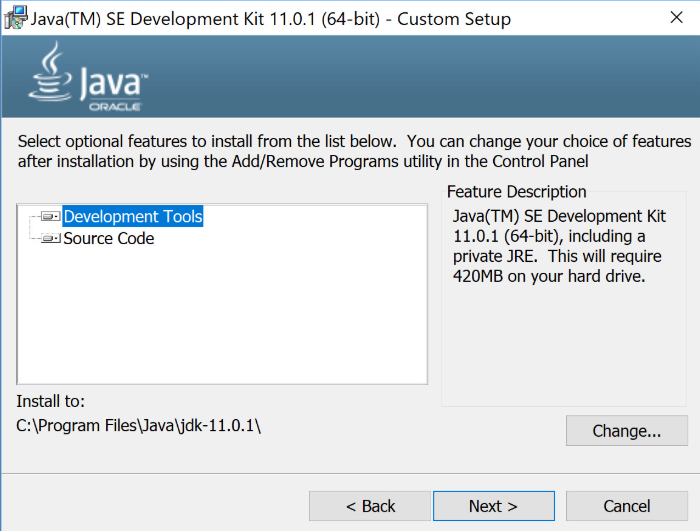 Java(TM) SE Development Kit 11.0.1 (64-bit) - Custom Setup
Java™
ORACLE
Select optional features to install from the list below.  You can change your choice of features
after installation by using the Add/Remove Programs utility in the Control Panel
Development Tools
Source Code
Feature Description
Java(TM) SE Development Kit
11.0.1 (64-bit), including a
private JRE.  This will require
420MB on your hard drive.
Install to:
C:\Program Files\Java\jdk-11.0.1\
Change...
< Back
Next >
Cancel